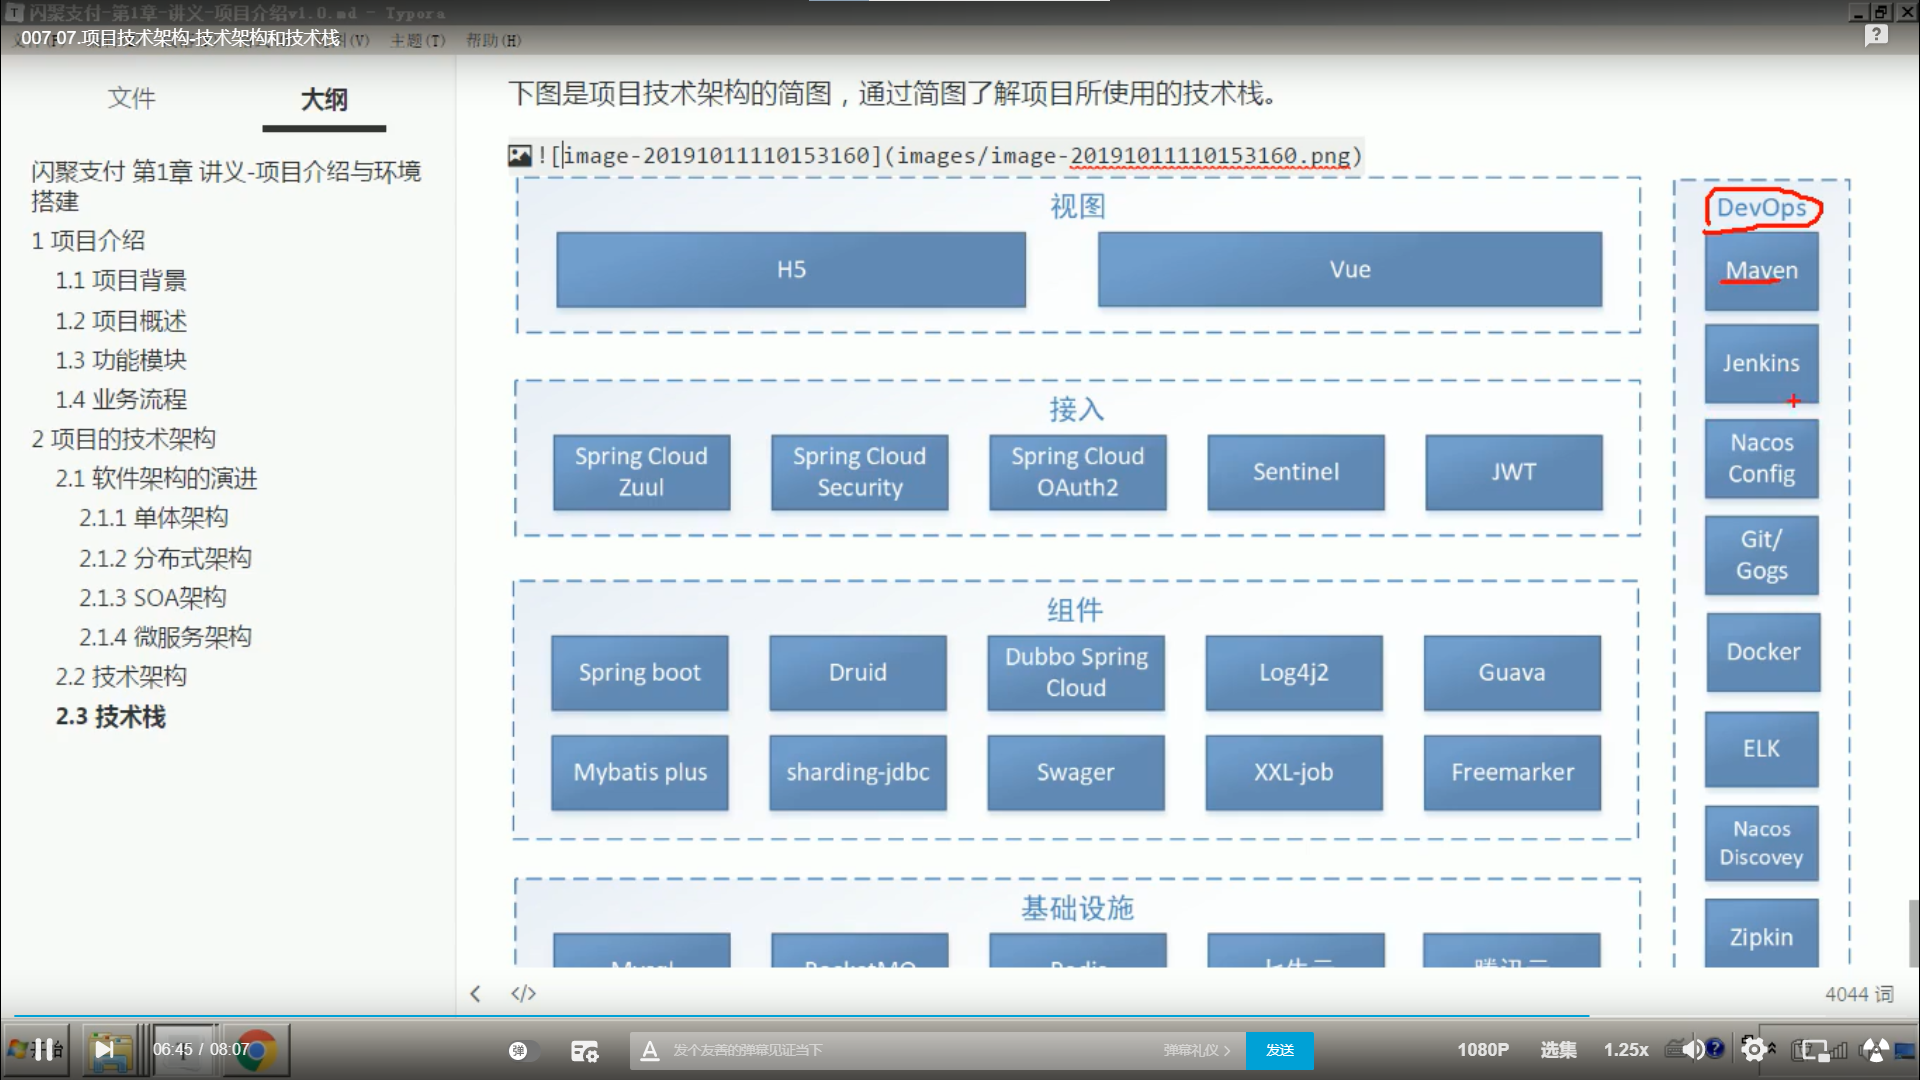 闪聚支付-第1章-讲义-项目介绍v1.0.md - Typora
007.07.项目技术架构-技术架构和技术栈
主题(T) 帮助(H)
文件 大纲
闪聚支付 第1章 讲义-项目介绍与环境
搭建
1 项目介绍
1.1 项目背景
1.2 项目概述
1.3 功能模块
1.4 业务流程
2 项目的技术架构
2.1 软件架构的演进
2.1.1 单体架构
2.1.2 分布式架构
2.1.3 SOA架构
2.1.4 微服务架构
2.2 技术架构
2.3 技术栈
下图是项目技术架构的简图，通过简图了解项目所使用的技术栈。
![image-20191011110153160](images/image-20191011110153160.png)
视图
H5
Vue
接入
Spring Cloud
Zuul
Spring Cloud
Security
Spring Cloud
OAuth2
Sentinel
JWT
组件
Spring boot
Druid
Dubbo Spring
Cloud
Log4j2
Guava
Mybatis plus
sharding-jdbc
Swager
XXL-job
Freemarker
基础设施
DevOps
Maven
Jenkins
Nacos
Config
Git/
Gogs
Docker
ELK
Nacos
Discovey
Zipkin
4044 词
06:45 / 08:07
弹
发个友善的弹幕见证当下
弹幕礼仪
发送
1080P
选集
1.25x